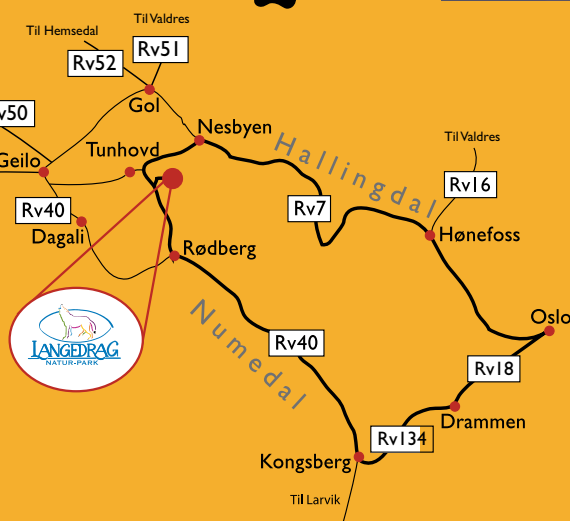 Til Valdres
Til Hemsedal
Rv51
Rv52
Gol
v50
Nesbyen
Tunhovd
Geilo
Hallingdal
Til Valdres
Rv16
Rv40
Rv7
Dagali
Hønefoss
Rødberg
Numedal
Oslo
LANGEDRAG
NATUR-PARK
Rv40
Rv18
Drammen
Rv134
Kongsberg
Til Larvik